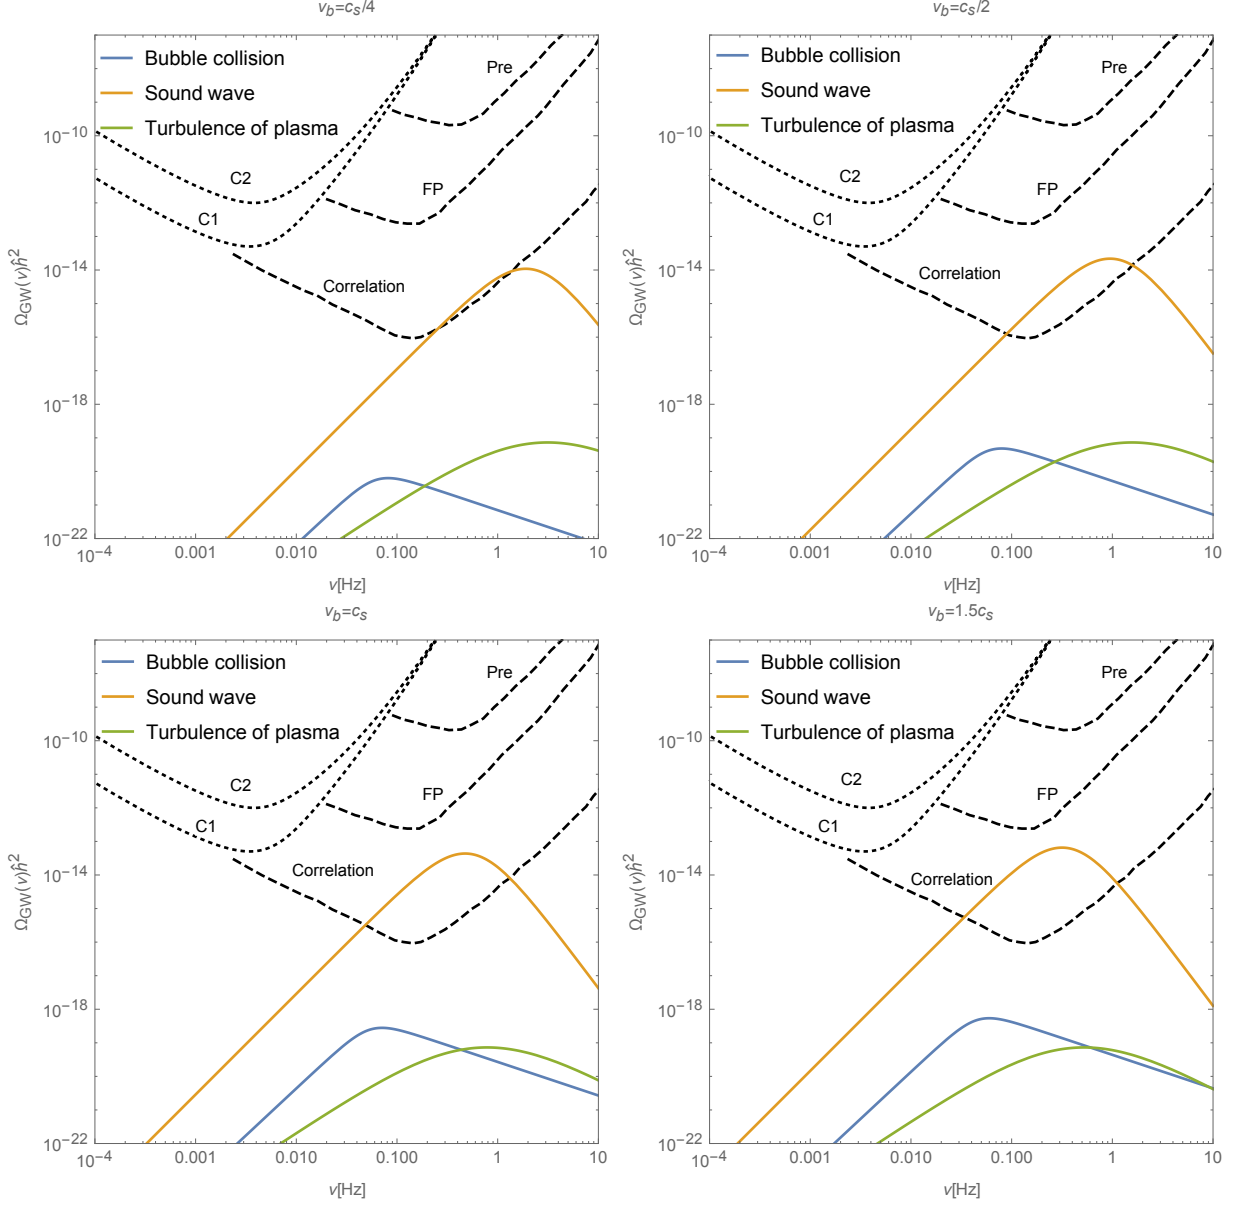 v_b=c_s/4
Bubble collision
Sound wave
Turbulence of plasma
Pre
C2
FP
C1
Correlation
10^-10
10^-14
10^-18
10^-22
Ω_GW(ν)ĥ^2
10^-4 0.001 0.010 0.100 1 10
ν[Hz]
v_b=c_s/2
Bubble collision
Sound wave
Turbulence of plasma
Pre
C2
FP
C1
Correlation
10^-10
10^-14
10^-18
10^-22
Ω_GW(ν)ĥ^2
10^-4 0.001 0.010 0.100 1 10
ν[Hz]
v_b=c_s
Bubble collision
Sound wave
Turbulence of plasma
Pre
C2
FP
C1
Correlation
10^-10
10^-14
10^-18
10^-22
Ω_GW(ν)ĥ^2
10^-4 0.001 0.010 0.100 1 10
ν[Hz]
v_b=1.5c_s
Bubble collision
Sound wave
Turbulence of plasma
Pre
C2
FP
C1
Correlation
10^-10
10^-14
10^-18
10^-22
Ω_GW(ν)ĥ^2
10^-4 0.001 0.010 0.100 1 10
ν[Hz]